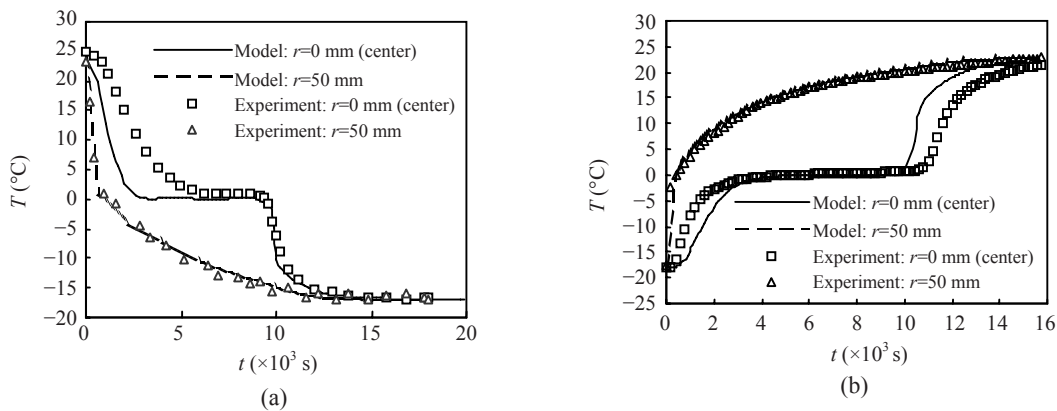 30
25
20
15
10
5
0
−5
−10
−15
−20
T (°C)
Model: r=0 mm (center)
Model: r=50 mm
Experiment: r=0 mm (center)
Experiment: r=50 mm
0 5 10 15 20
t (×10³ s)
(a)
30
25
20
15
10
5
0
−5
−10
−15
−20
−25
T (°C)
Model: r=0 mm (center)
Model: r=50 mm
Experiment: r=0 mm (center)
Experiment: r=50 mm
0 2 4 6 8 10 12 14 16
t (×10³ s)
(b)